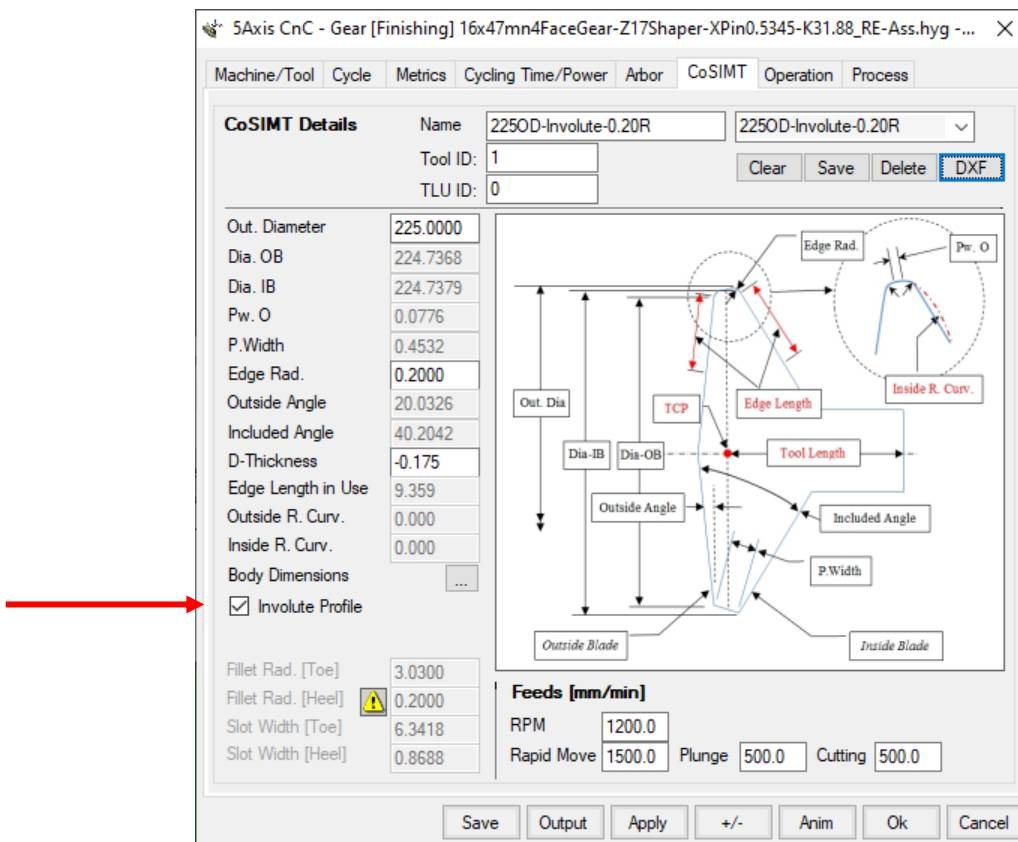 5Axis CnC - Gear [Finishing] 16x47mn4FaceGear-Z17Shaper-XPin0.5345-K31.88_RE-Ass.hyg -...
Machine/Tool Cycle Metrics Cycling Time/Power Arbor CoSIMT Operation Process
CoSIMT Details Name 225OD-Involute-0.20R 225OD-Involute-0.20R
Tool ID: 1
Clear Save Delete DXF
TLU ID: 0
Out. Diameter 225.0000
Dia. OB 224.7368
Dia. IB 224.7379
Pw. O 0.0776
P.Width 0.4532
Edge Rad. 0.2000
Outside Angle 20.0326
Included Angle 40.2042
D-Thickness -0.175
Edge Length in Use 9.359
Outside R. Curv. 0.000
Inside R. Curv. 0.000
Body Dimensions ...
Involute Profile
Fillet Rad. [Toe] 3.0300
Fillet Rad. [Heel] 0.2000
Slot Width [Toe] 6.3418
Slot Width [Heel] 0.8688
Edge Rad.
Pw. O
Inside R. Curv.
Out. Dia
TCP
Edge Length
Dia-IB
Dia-OB
Tool Length
Outside Angle
Included Angle
P.Width
Outside Blade
Inside Blade
Feeds [mm/min]
RPM 1200.0
Rapid Move 1500.0 Plunge 500.0 Cutting 500.0
Save Output Apply +/- Anim Ok Cancel